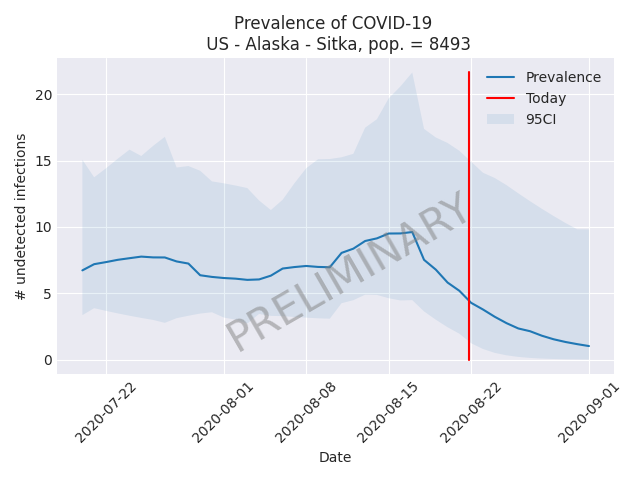 Prevalence of COVID-19
US - Alaska - Sitka, pop. = 8493
Prevalence
Today
95CI
# undetected infections
20
15
10
5
0
PRELIMINARY
2020-07-22
2020-08-01
2020-08-08
2020-08-15
2020-08-22
2020-09-01
Date